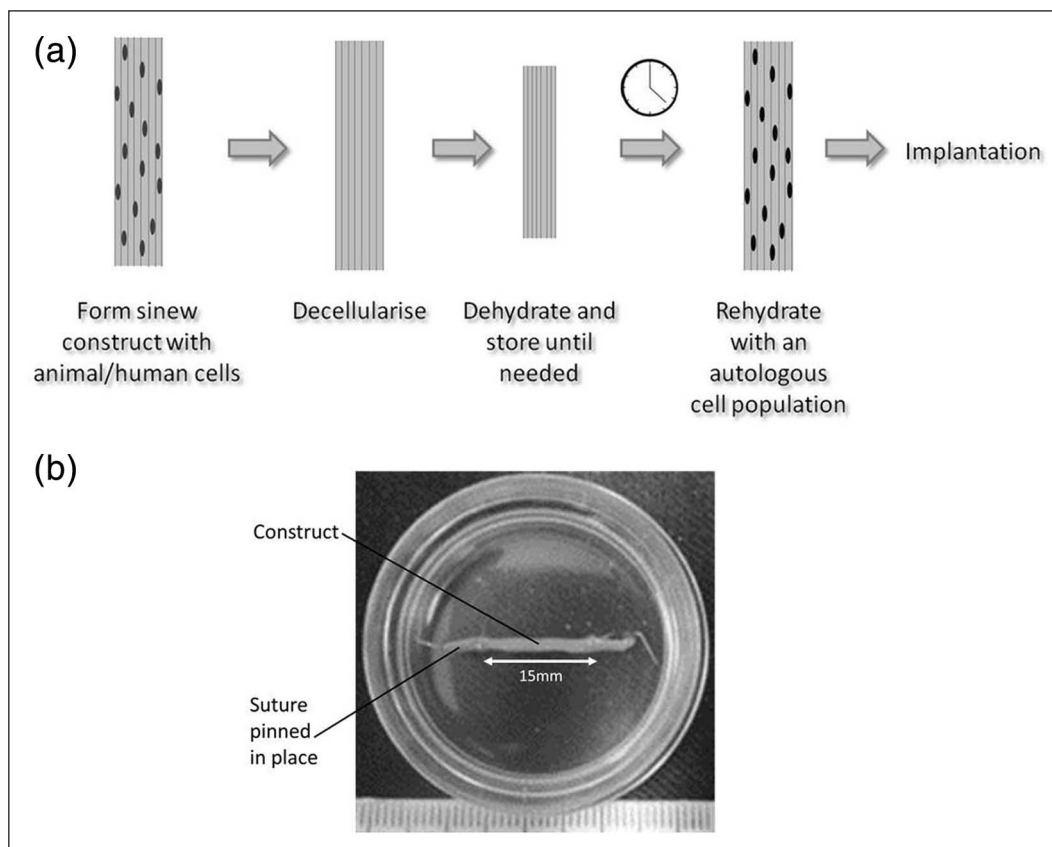 (a)
Form sinew
construct with
animal/human cells
Decellularise
Dehydrate and
store until
needed
Rehydrate
with an
autologous
cell population
Implantation
(b)
Construct
15mm
Suture
pinned
in place